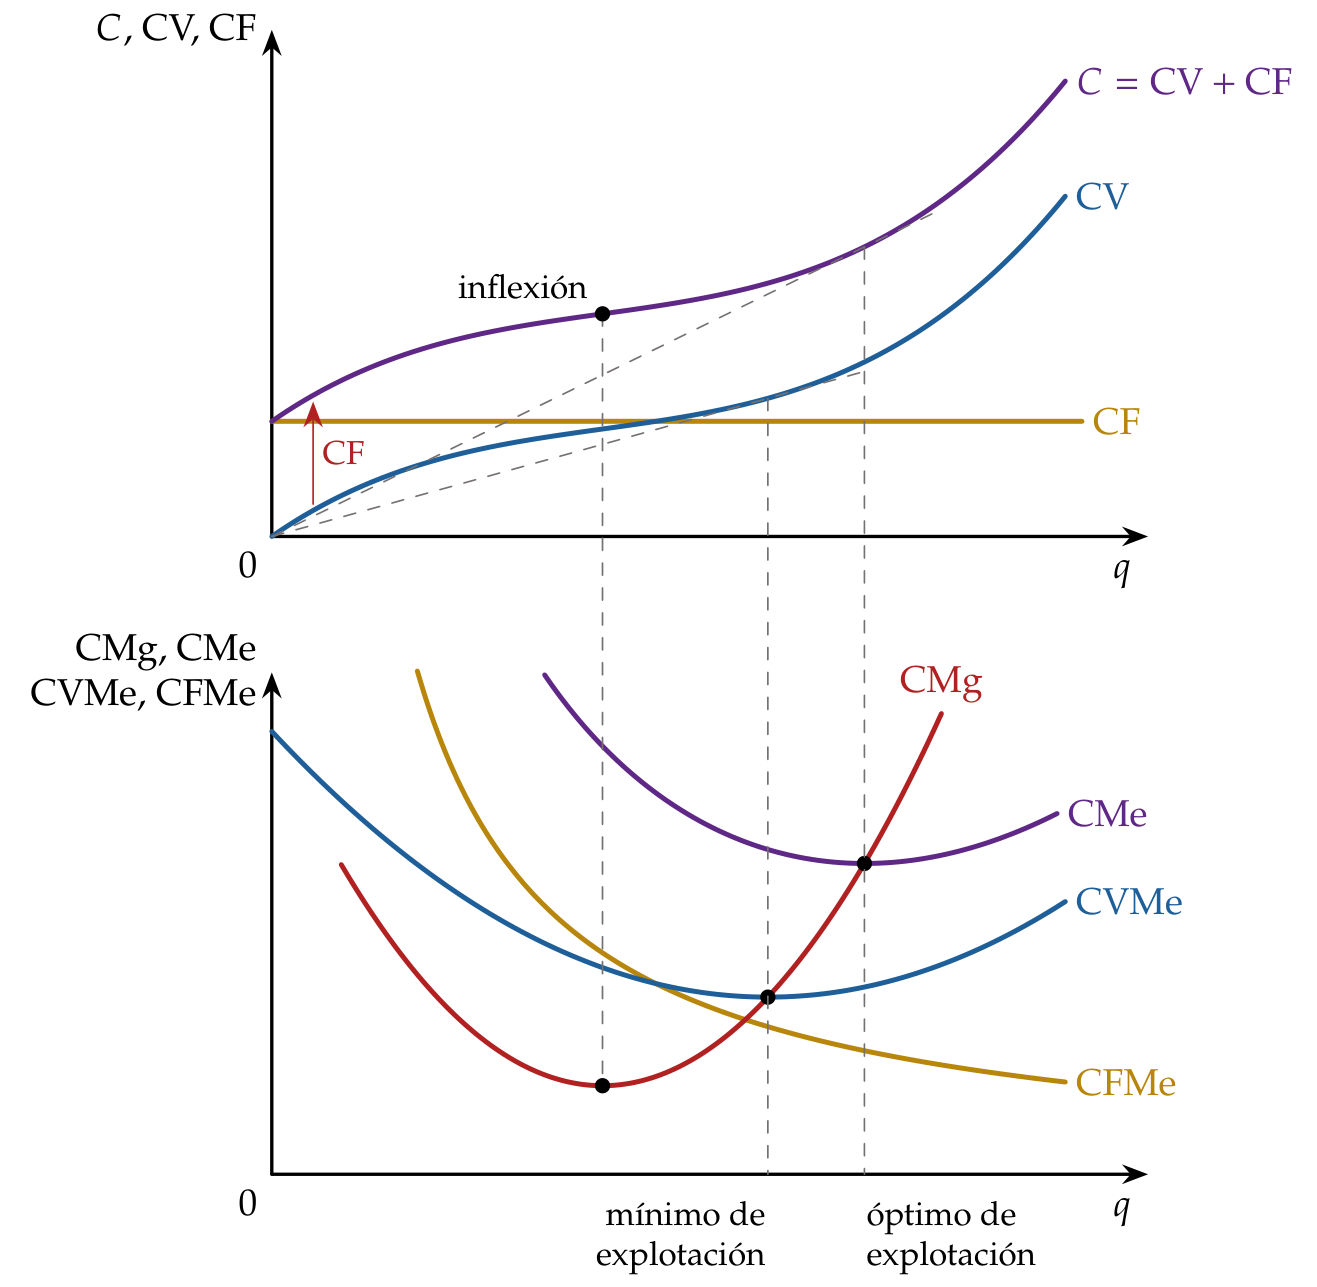 C, CV, CF
C = CV + CF
CV
inflexión
CF
CF
0
q
CMg, CMe
CVMe, CFMe
CMg
CMe
CVMe
CFMe
0
q
mínimo de
explotación
óptimo de
explotación